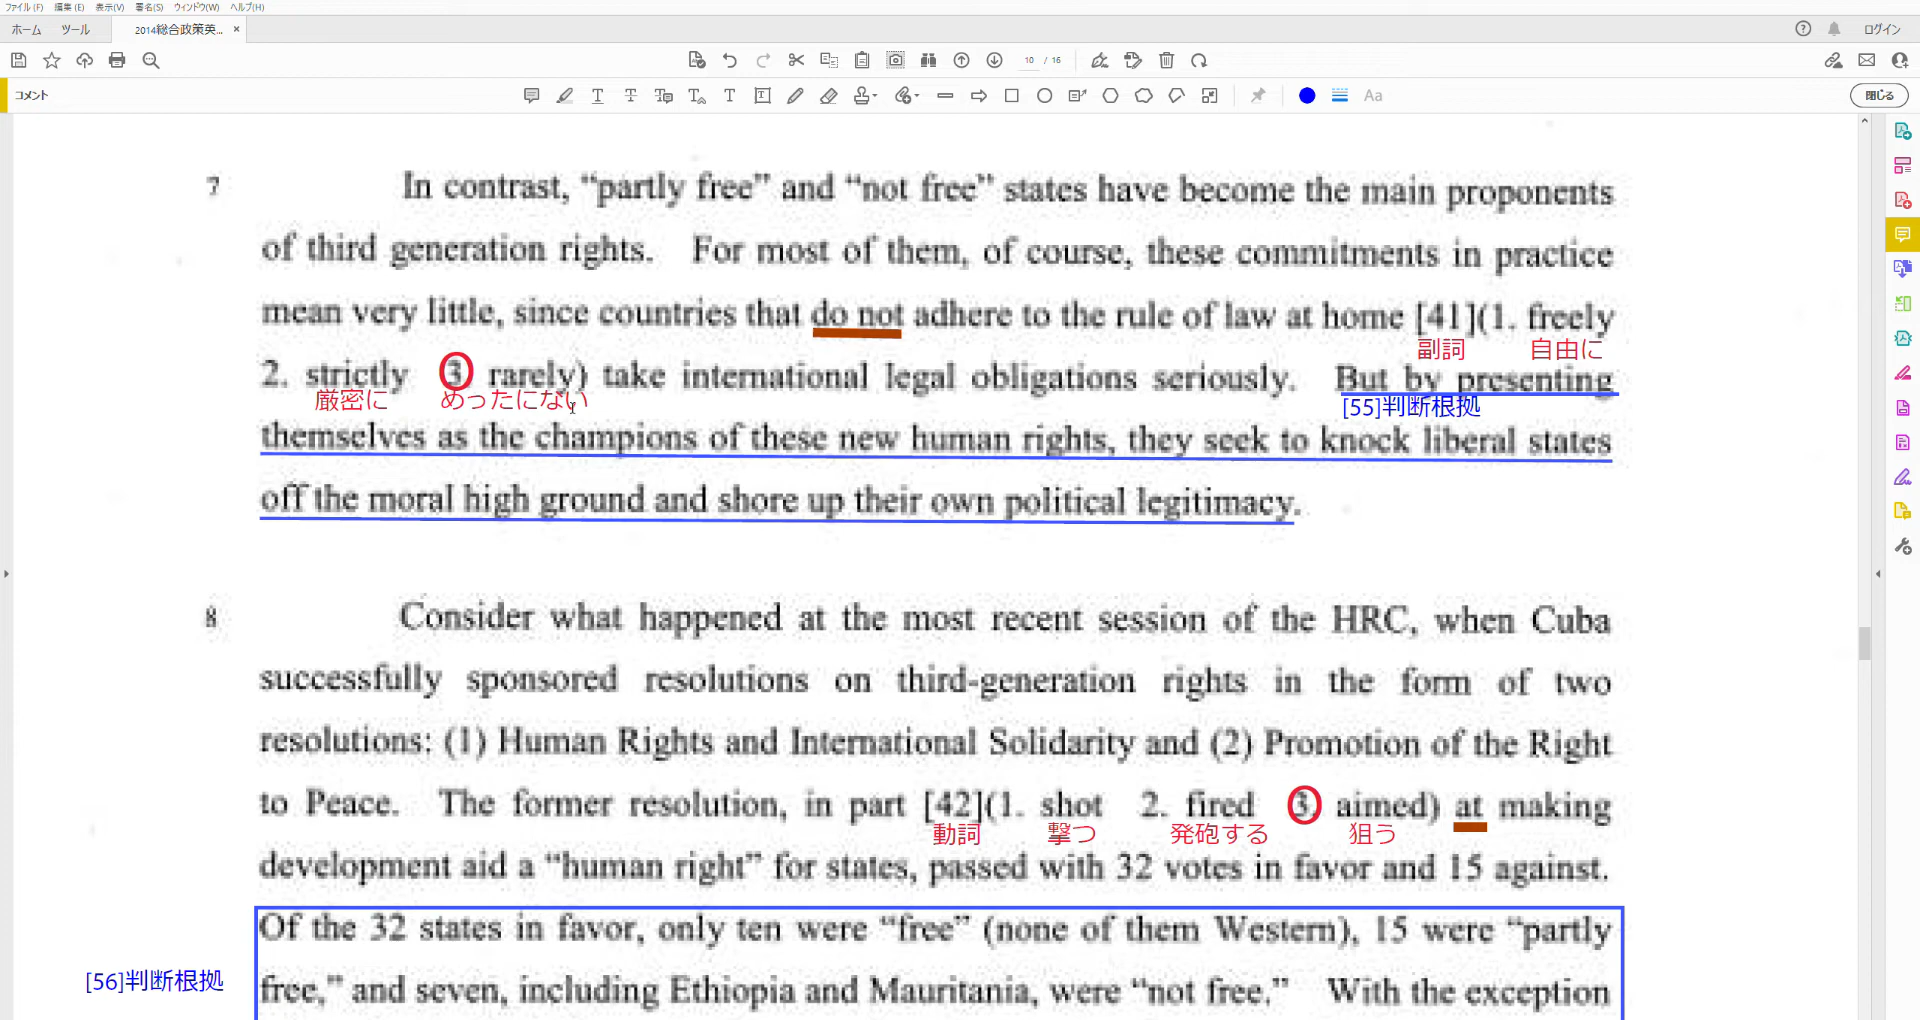 ファイル(F) 編集(E) 表示(V) 署名(S) ウィンドウ(W) ヘルプ(H)
ホーム ツール 2014総合政策英... × ログイン
10 / 16
コメント Aa 閉じる
7 In contrast, “partly free” and “not free” states have become the main proponents
of third generation rights. For most of them, of course, these commitments in practice
mean very little, since countries that do not adhere to the rule of law at home [41](1. freely
副詞 自由に
2. strictly 3. rarely) take international legal obligations seriously. But by presenting
厳密に めったにない [55]判断根拠
themselves as the champions of these new human rights, they seek to knock liberal states
off the moral high ground and shore up their own political legitimacy.
8 Consider what happened at the most recent session of the HRC, when Cuba
successfully sponsored resolutions on third-generation rights in the form of two
resolutions: (1) Human Rights and International Solidarity and (2) Promotion of the Right
to Peace. The former resolution, in part [42](1. shot 2. fired 3. aimed) at making
動詞 撃つ 発砲する 狙う
development aid a “human right” for states, passed with 32 votes in favor and 15 against.
Of the 32 states in favor, only ten were “free” (none of them Western), 15 were “partly
[56]判断根拠
free,” and seven, including Ethiopia and Mauritania, were “not free.” With the exception